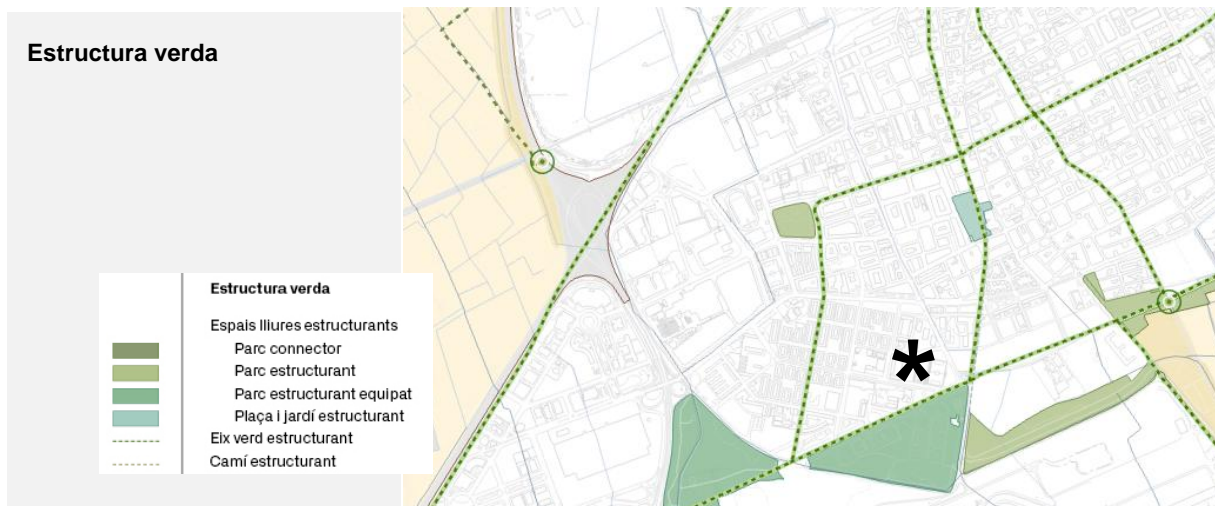 Estructura verda
Estructura verda
Espais lliures estructurants
Parc connector
Parc estructurant
Parc estructurant equipat
Plaça i jardí estructurant
Eix verd estructurant
Camí estructurant
*